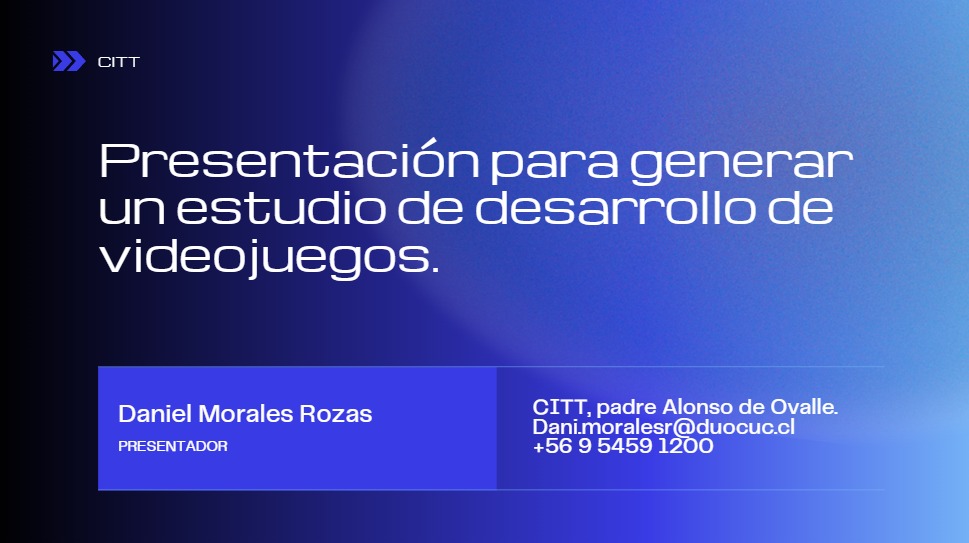 CITT
Presentación para generar
un estudio de desarrollo de
videojuegos.
Daniel Morales Rozas
PRESENTADOR
CITT, padre Alonso de Ovalle.
Dani.moralesr@duocuc.cl
+56 9 5459 1200